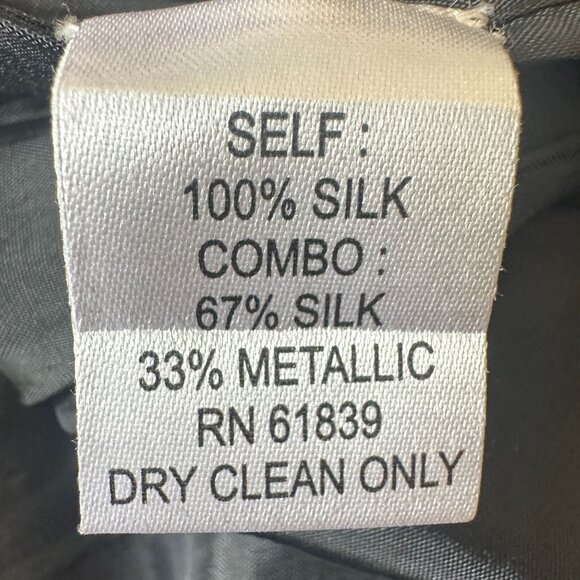 SELF :
100% SILK
COMBO :
67% SILK
33% METALLIC
RN 61839
DRY CLEAN ONLY